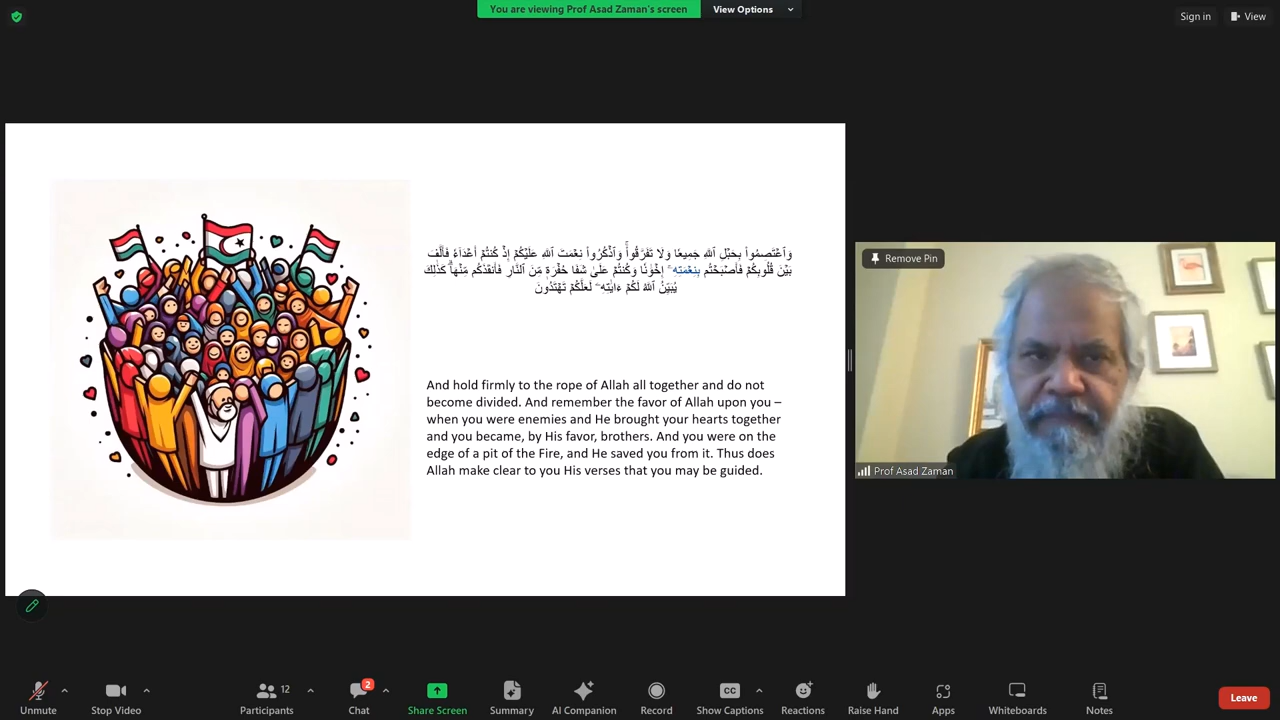 You are viewing Prof Asad Zaman's screen
View Options
Sign in
View
وَٱعْتَصِمُوا۟ بِحَبْلِ ٱللَّهِ جَمِيعًا وَلَا تَفَرَّقُوا۟ ۚ وَٱذْكُرُوا۟ نِعْمَتَ ٱللَّهِ عَلَيْكُمْ إِذْ كُنتُمْ أَعْدَآءً فَأَلَّفَ
بَيْنَ قُلُوبِكُمْ فَأَصْبَحْتُم بِنِعْمَتِهِۦٓ إِخْوَٰنًا وَكُنتُمْ عَلَىٰ شَفَا حُفْرَةٍ مِّنَ ٱلنَّارِ فَأَنقَذَكُم مِّنْهَا ۗ كَذَٰلِكَ
يُبَيِّنُ ٱللَّهُ لَكُمْ ءَايَٰتِهِۦ لَعَلَّكُمْ تَهْتَدُونَ
And hold firmly to the rope of Allah all together and do not
become divided. And remember the favor of Allah upon you –
when you were enemies and He brought your hearts together
and you became, by His favor, brothers. And you were on the
edge of a pit of the Fire, and He saved you from it. Thus does
Allah make clear to you His verses that you may be guided.
Remove Pin
Prof Asad Zaman
Unmute
Stop Video
Participants 12
Chat 2
Share Screen
Summary
AI Companion
Record
CC Show Captions
Reactions
Raise Hand
Apps
Whiteboards
Notes
Leave